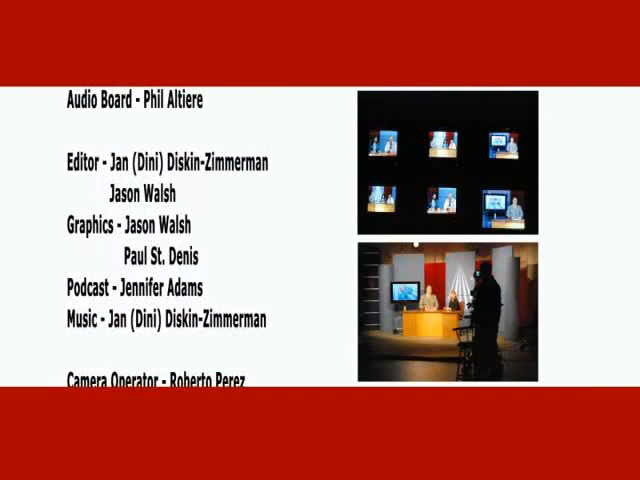 Audio Board - Phil Altiere
Editor - Jan (Dini) Diskin-Zimmerman
Jason Walsh
Graphics - Jason Walsh
Paul St. Denis
Podcast - Jennifer Adams
Music - Jan (Dini) Diskin-Zimmerman
Camera Operator - Roberto Perez